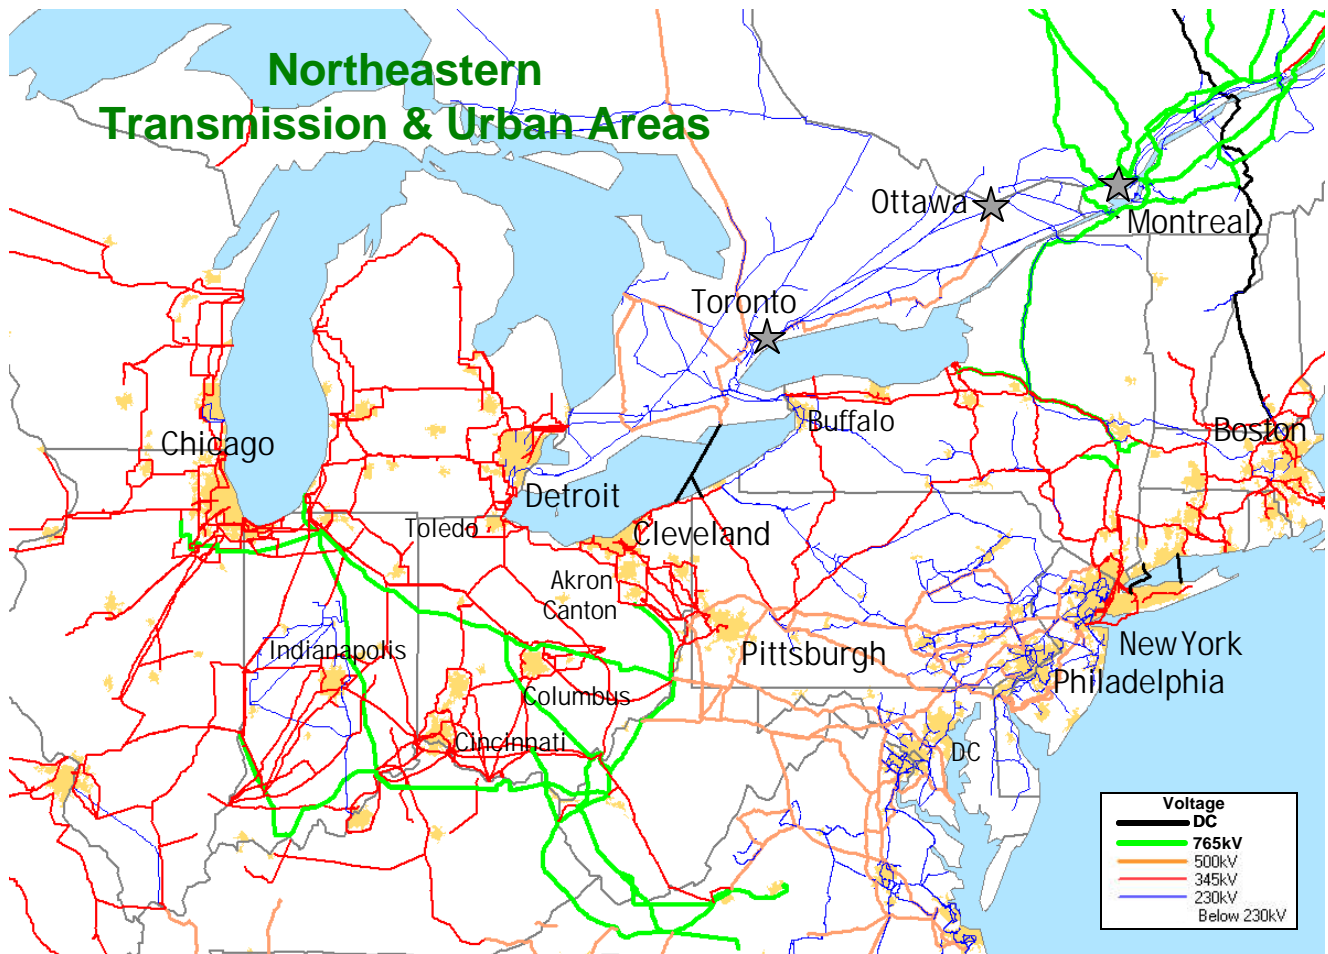 Northeastern
Transmission & Urban Areas
Ottawa
Montreal
Toronto
Buffalo
Boston
Chicago
Detroit
Toledo
Cleveland
Akron
Canton
Indianapolis
Pittsburgh
New York
Philadelphia
Columbus
Cincinnati
DC
Voltage
DC
765kV
500kV
345kV
230kV
Below 230kV